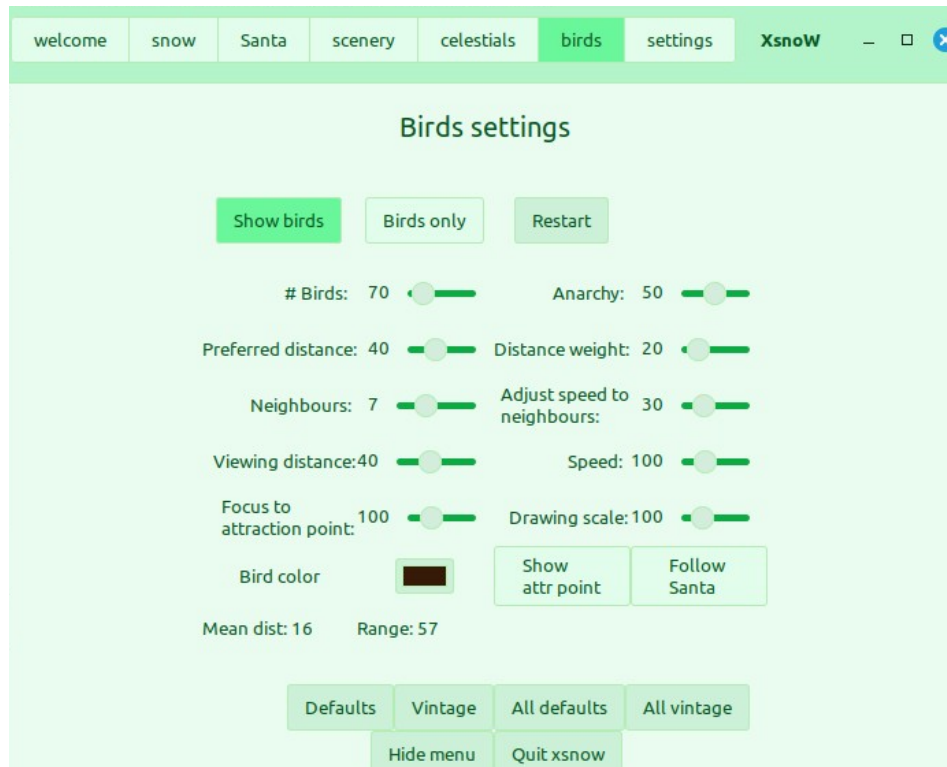 welcome snow Santa scenery celestials birds settings XsnoW
Birds settings
Show birds Birds only Restart
# Birds: 70 Anarchy: 50
Preferred distance: 40 Distance weight: 20
Neighbours: 7 Adjust speed to
neighbours: 30
Viewing distance:40 Speed: 100
Focus to
attraction point: 100 Drawing scale: 100
Bird color Show
attr point Follow
Santa
Mean dist: 16 Range: 57
Defaults Vintage All defaults All vintage
Hide menu Quit xsnow